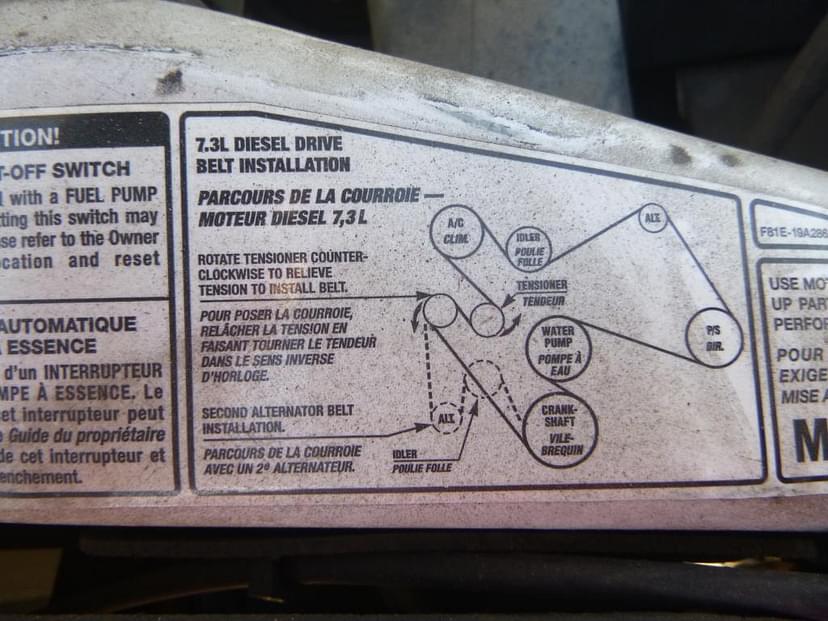 TION!
T-OFF SWITCH
with a FUEL PUMP
tting this switch may
se refer to the Owner
ocation and reset
AUTOMATIQUE
ESSENCE
d'un INTERRUPTEUR
MPE À ESSENCE. Le
cet interrupteur peut
Guide du propriétaire
de cet interrupteur et
enchement.
7.3L DIESEL DRIVE
BELT INSTALLATION
PARCOURS DE LA COURROIE —
MOTEUR DIESEL 7,3 L
ROTATE TENSIONER COUNTER-
CLOCKWISE TO RELIEVE
TENSION TO INSTALL BELT.
POUR POSER LA COURROIE,
RELÂCHER LA TENSION EN
FAISANT TOURNER LE TENDEUR
DANS LE SENS INVERSE
D'HORLOGE.
SECOND ALTERNATOR BELT
INSTALLATION.
PARCOURS DE LA COURROIE
AVEC UN 2º ALTERNATEUR.
A/C
CLIM.
IDLER
POULIE
FOLLE
ALT.
TENSIONER
TENDEUR
P/S
DIR.
WATER
PUMP
POMPE À
EAU
ALT.
CRANK-
SHAFT
VILE-
BREQUIN
IDLER
POULIE FOLLE
F81E-19A286
USE MOT
UP PAR
PERFO
POUR
EXIGE
MISE A
M